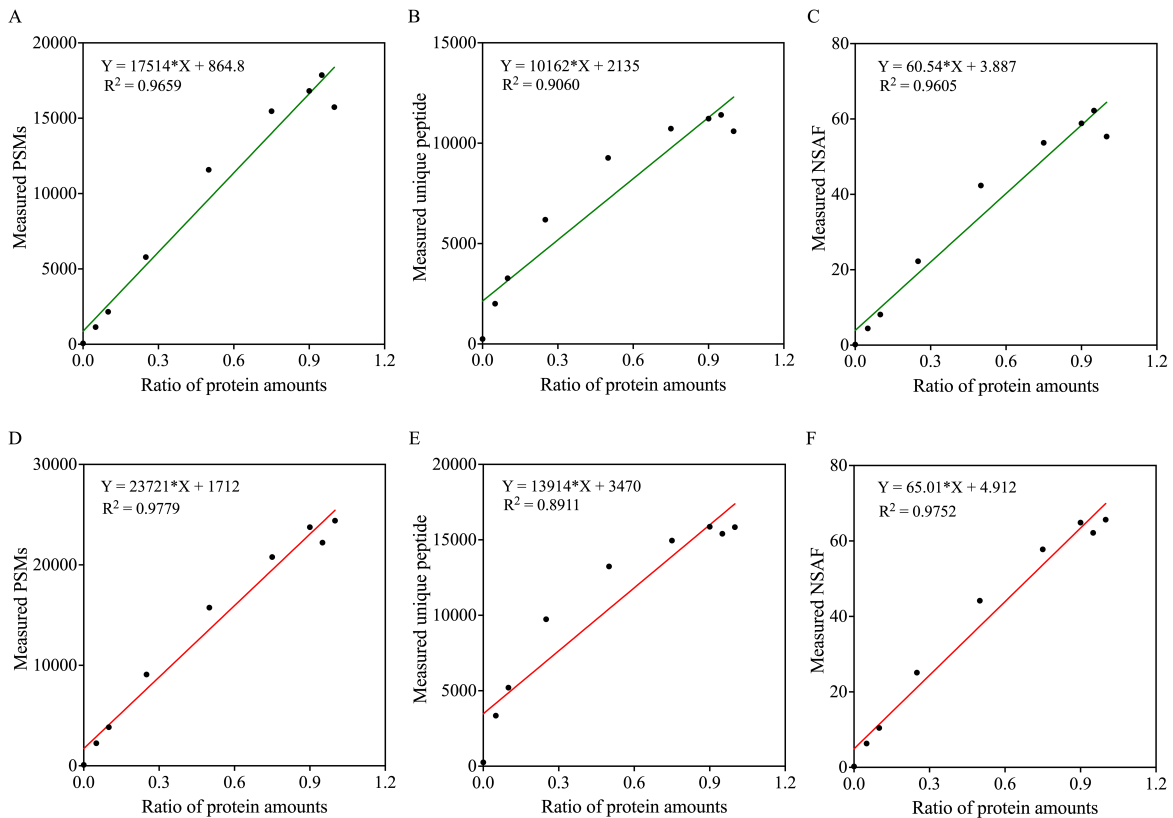 A
Y = 17514*X + 864.8
R² = 0.9659
Measured PSMs
20000
15000
10000
5000
0
0.0 0.3 0.6 0.9 1.2
Ratio of protein amounts
B
Y = 10162*X + 2135
R² = 0.9060
Measured unique peptide
15000
10000
5000
0
0.0 0.3 0.6 0.9 1.2
Ratio of protein amounts
C
Y = 60.54*X + 3.887
R² = 0.9605
Measured NSAF
80
60
40
20
0
0.0 0.3 0.6 0.9 1.2
Ratio of protein amounts
D
Y = 23721*X + 1712
R² = 0.9779
Measured PSMs
30000
20000
10000
0
0.0 0.3 0.6 0.9 1.2
Ratio of protein amounts
E
Y = 13914*X + 3470
R² = 0.8911
Measured unique peptide
20000
15000
10000
5000
0
0.0 0.3 0.6 0.9 1.2
Ratio of protein amounts
F
Y = 65.01*X + 4.912
R² = 0.9752
Measured NSAF
80
60
40
20
0
0.0 0.3 0.6 0.9 1.2
Ratio of protein amounts